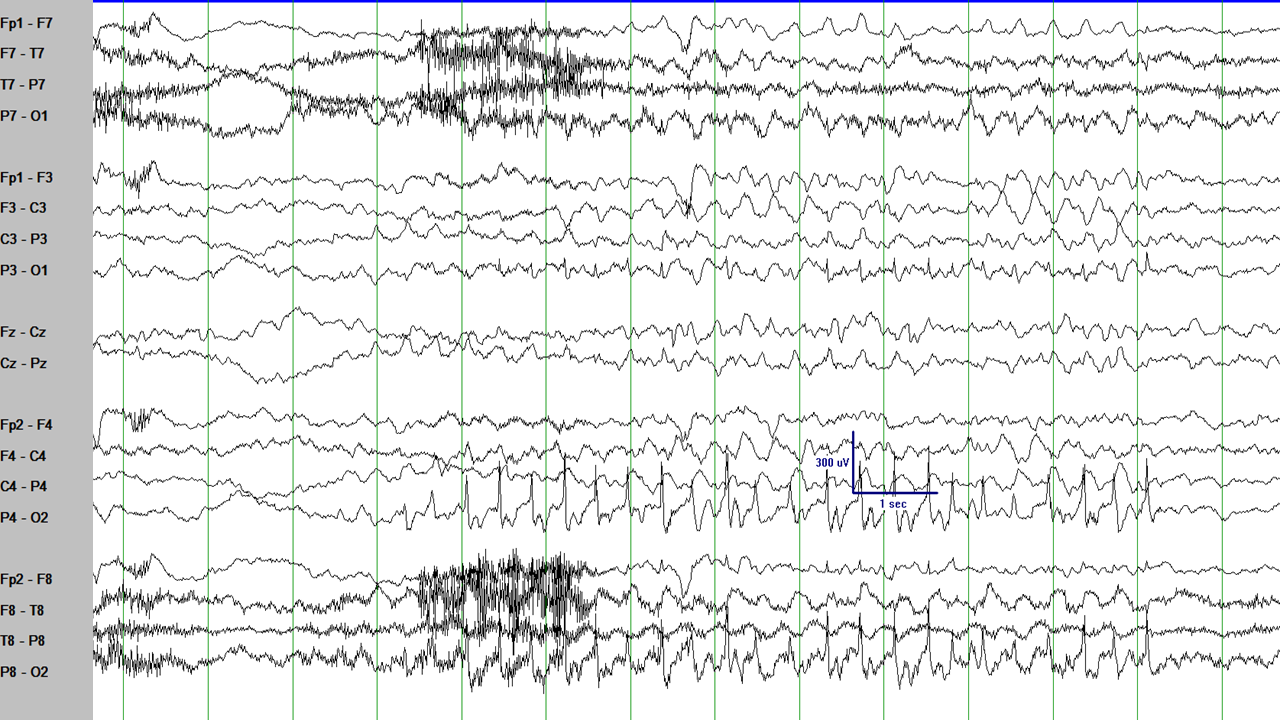 Fp1 - F7
F7 - T7
T7 - P7
P7 - O1
Fp1 - F3
F3 - C3
C3 - P3
P3 - O1
Fz - Cz
Cz - Pz
Fp2 - F4
F4 - C4
300 uV
C4 - P4
1 sec
P4 - O2
Fp2 - F8
F8 - T8
T8 - P8
P8 - O2